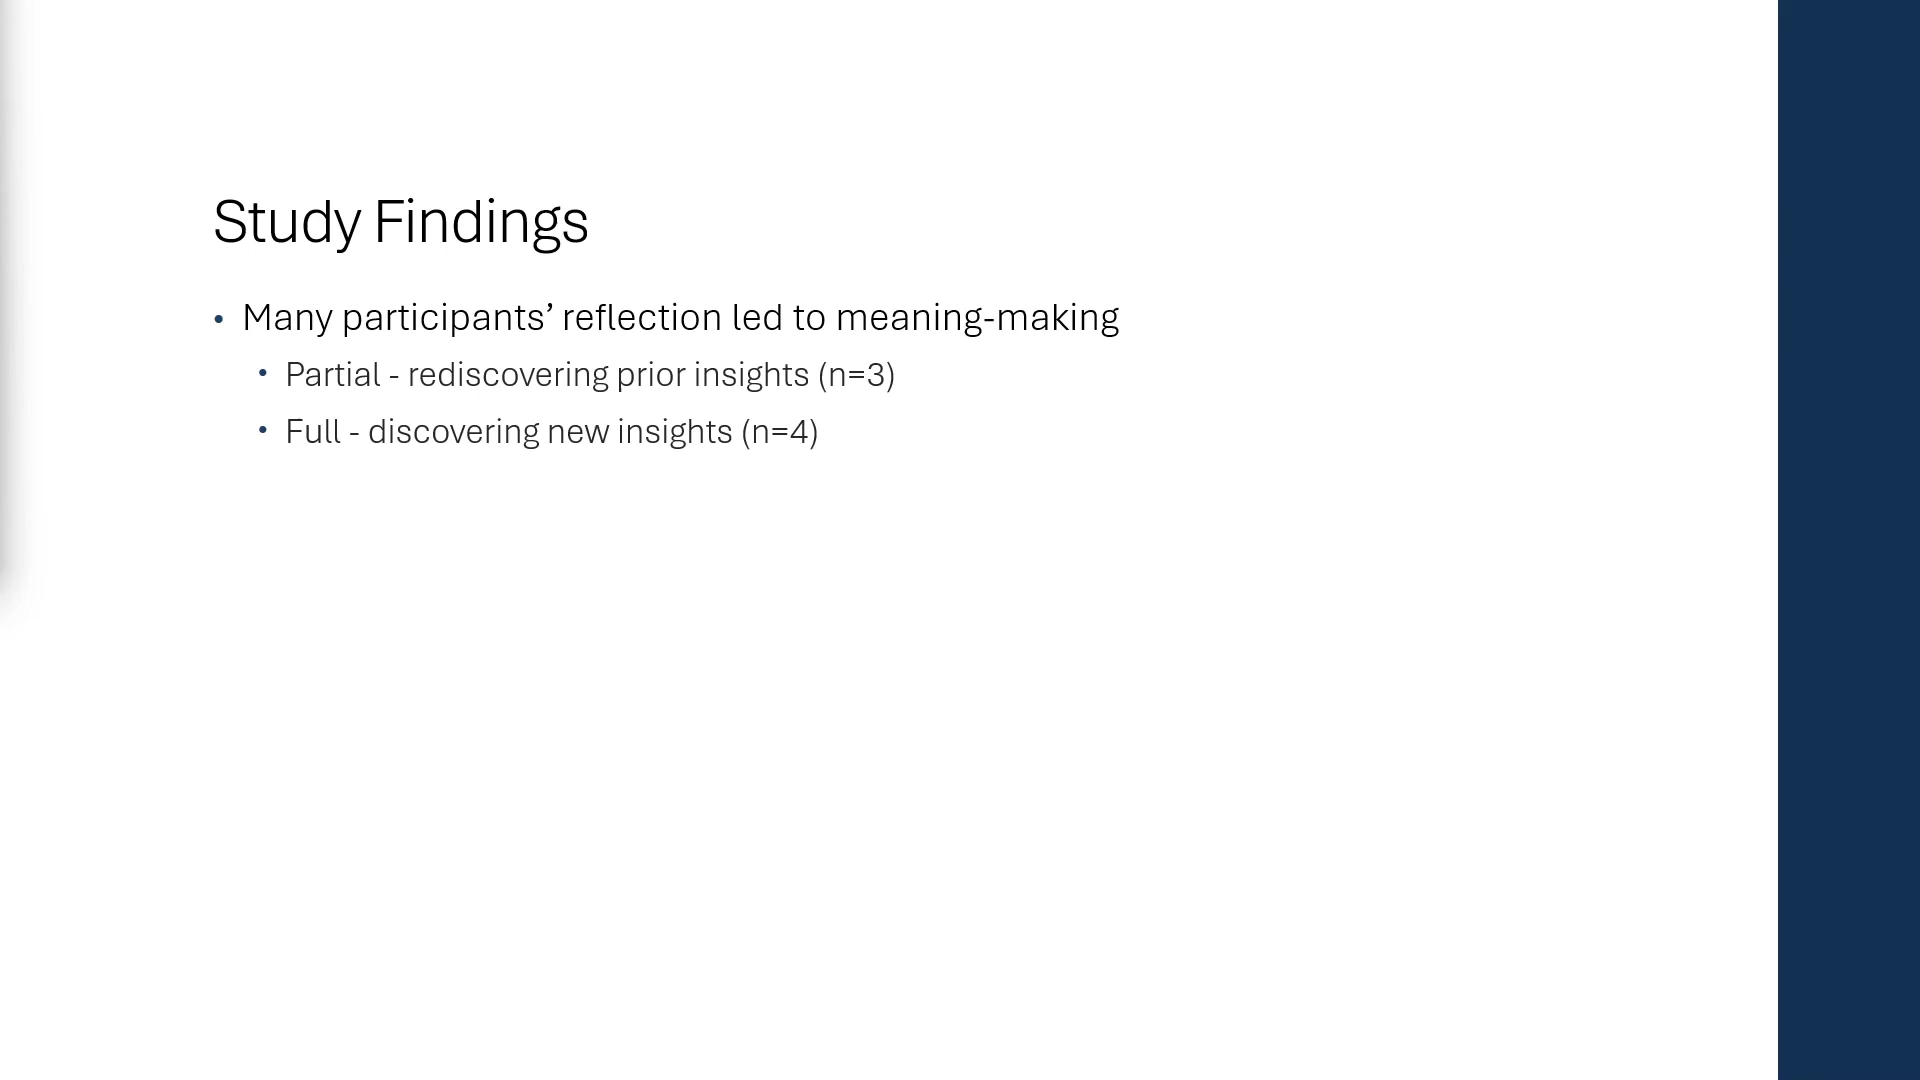 Study Findings
• Many participants’ reflection led to meaning-making
• Partial - rediscovering prior insights (n=3)
• Full - discovering new insights (n=4)